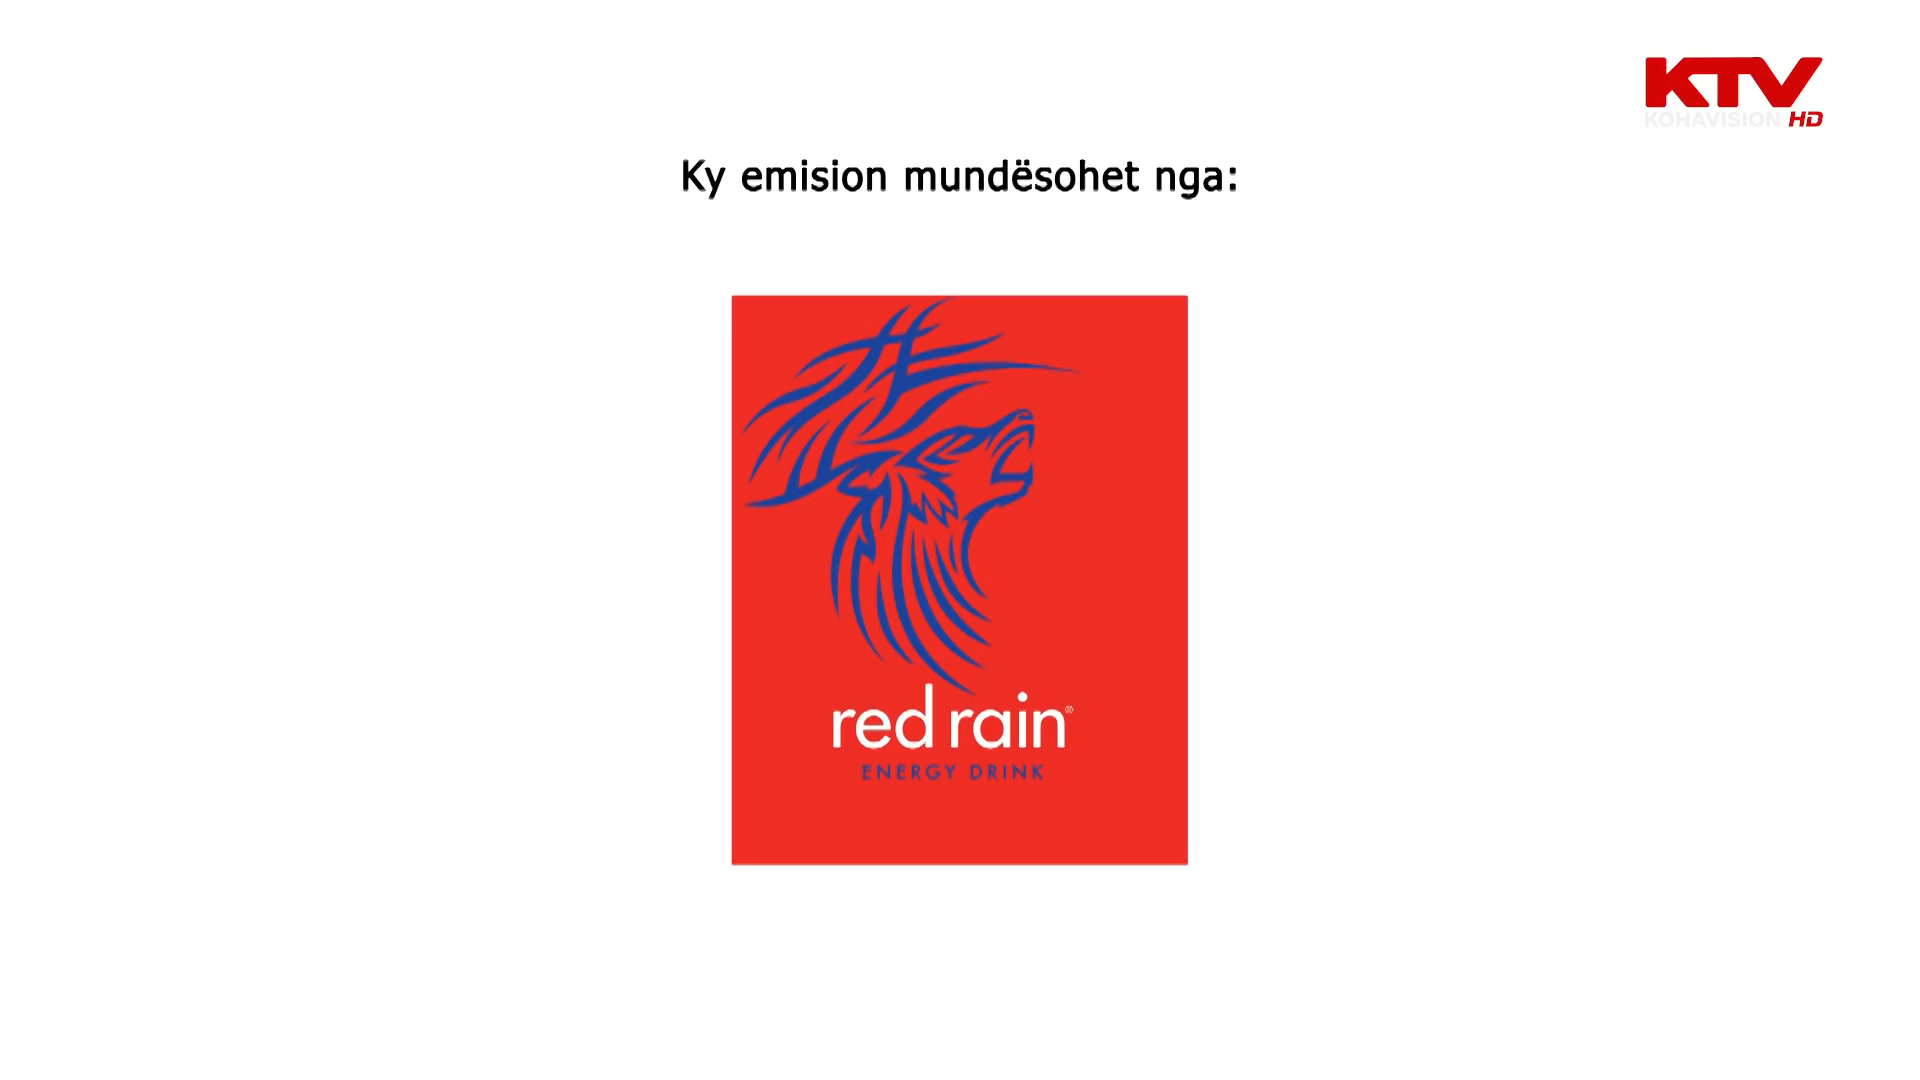 KTV
KOHAVISION HD
Ky emision mundësohet nga:
red rain®
ENERGY DRINK